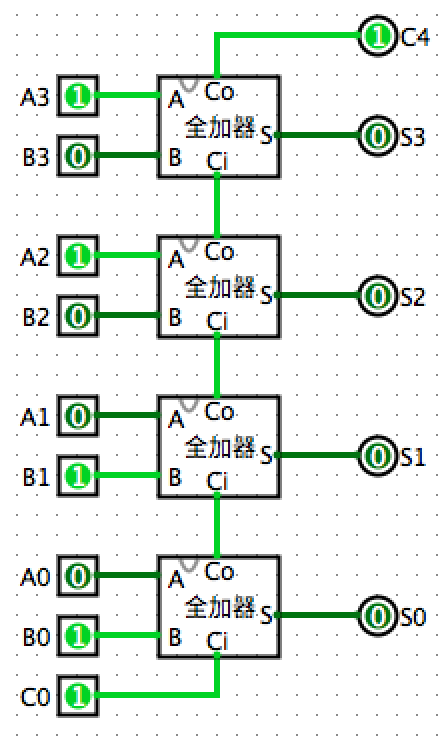 C4
A3 1 A Co 1
全加器 S 0 S3
B3 0 B Ci
A2 1 A Co
全加器 S 0 S2
B2 0 B Ci
A1 0 A Co
全加器 S 0 S1
B1 1 B Ci
A0 0 A Co
全加器 S 0 S0
B0 1 B Ci
C0 1